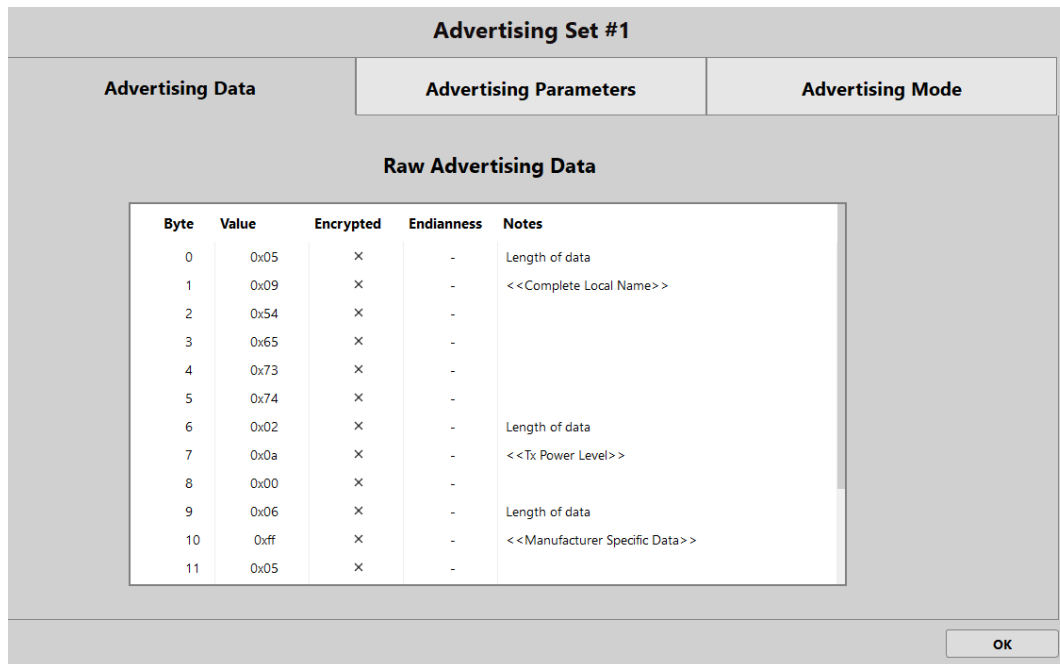 Advertising Set #1
Advertising Data Advertising Parameters Advertising Mode
Raw Advertising Data
Byte Value Encrypted Endianness Notes
0 0x05 × - Length of data
1 0x09 × - <<Complete Local Name>>
2 0x54 × -
3 0x65 × -
4 0x73 × -
5 0x74 × -
6 0x02 × - Length of data
7 0x0a × - <<Tx Power Level>>
8 0x00 × -
9 0x06 × - Length of data
10 0xff × - <<Manufacturer Specific Data>>
11 0x05 × -
OK